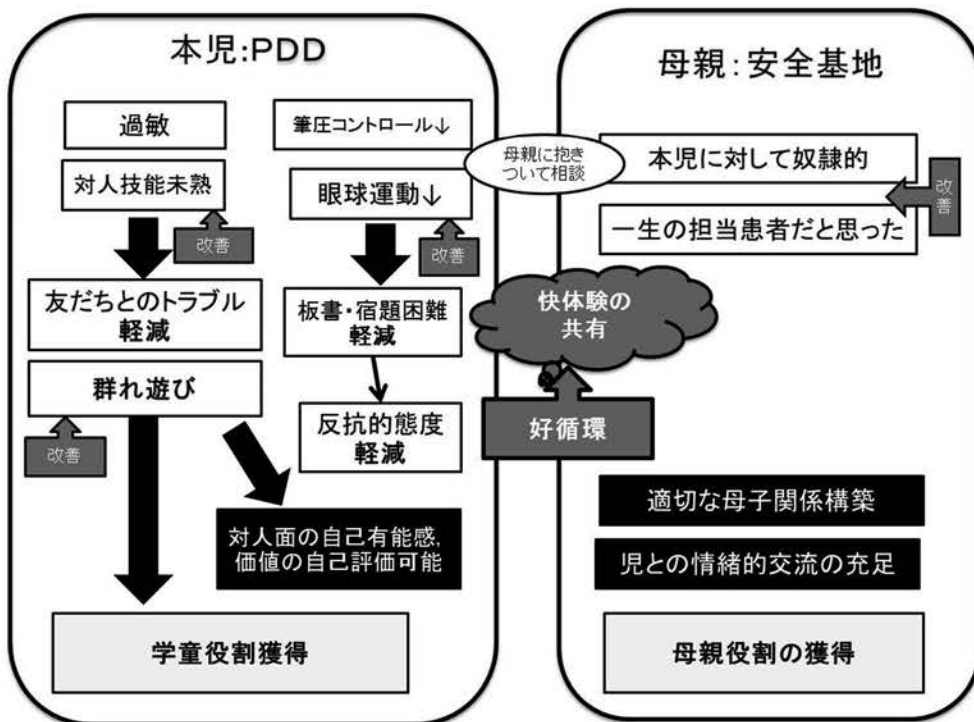 本児:PDD
過敏
対人技能未熟
改善
友だちとのトラブル
軽減
群れ遊び
改善
筆圧コントロール↓
眼球運動↓
改善
板書・宿題困難
軽減
反抗的態度
軽減
対人面の自己有能感,
価値の自己評価可能
学童役割獲得
母親に抱き
ついて相談
快体験の
共有
好循環
母親：安全基地
本児に対して奴隷的
一生の担当患者だと思った
改善
適切な母子関係構築
児との情緒的交流の充足
母親役割の獲得